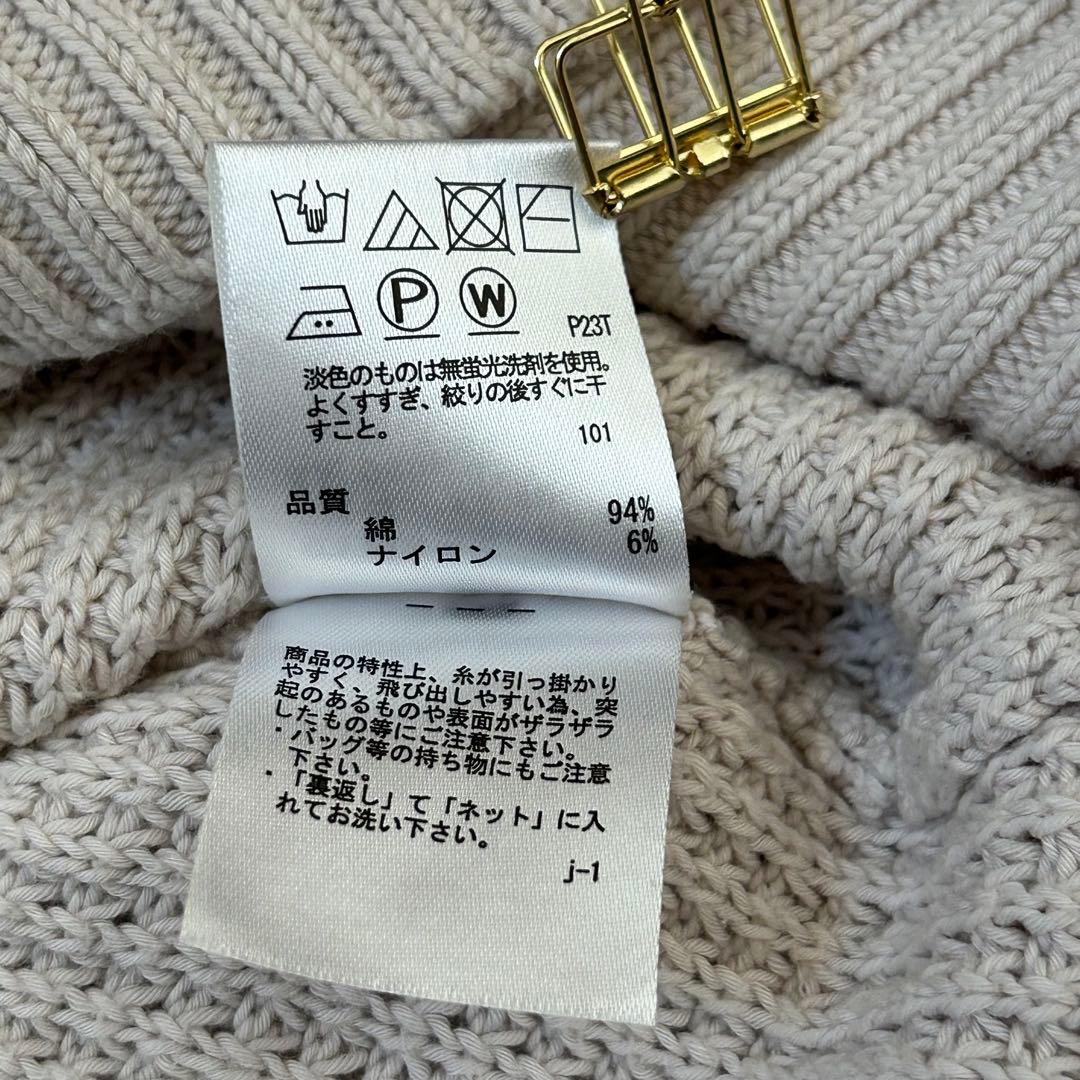 P W P23T
淡色のものは無蛍光洗剤を使用。
よくすすぎ、絞りの後すぐに干
すこと。 101
品質
綿 94%
ナイロン 6%
商品の特性上、糸が引っ掛かり
やすく、飛び出しやすい為、突
起のあるものや表面がザラザラ
したもの等にご注意下さい。
・バッグ等の持ち物にもご注意
下さい。
・「裏返し」て「ネット」に入
れてお洗い下さい。
j-1